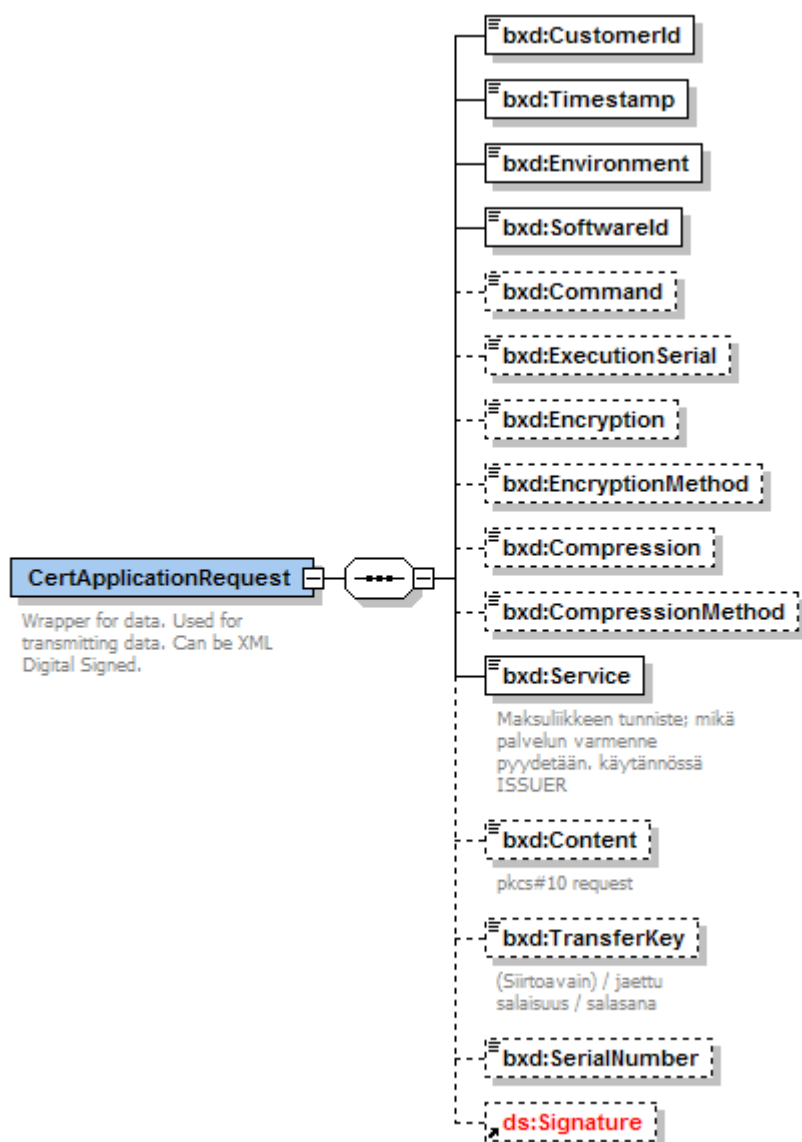 bxd:CustomerId
bxd:Timestamp
bxd:Environment
bxd:SoftwareId
bxd:Command
bxd:ExecutionSerial
bxd:Encryption
bxd:EncryptionMethod
bxd:Compression
CertApplicationRequest
Wrapper for data. Used for
transmitting data. Can be XML
Digital Signed.
bxd:CompressionMethod
bxd:Service
Maksuliikkeen tunniste; mikä
palvelun varmenne
pyydetään. käytännössä
ISSUER
bxd:Content
pkcs#10 request
bxd:TransferKey
(Siirtoavain) / jaettu
salaisuus / salasana
bxd:SerialNumber
ds:Signature